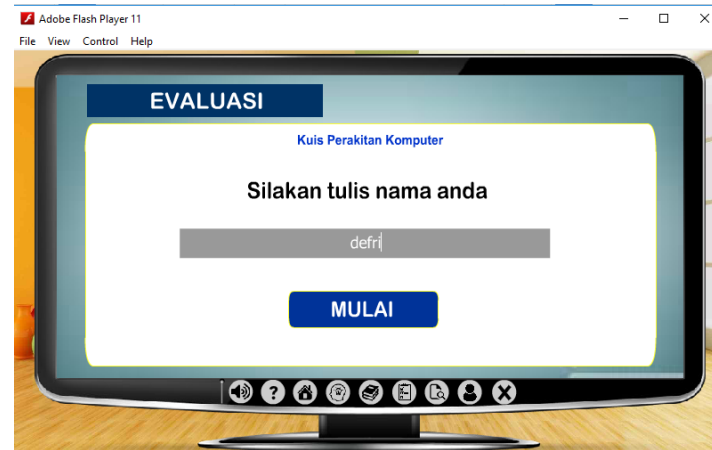 Adobe Flash Player 11
File View Control Help
EVALUASI
Kuis Perakitan Komputer
Silakan tulis nama anda
defri
MULAI
?